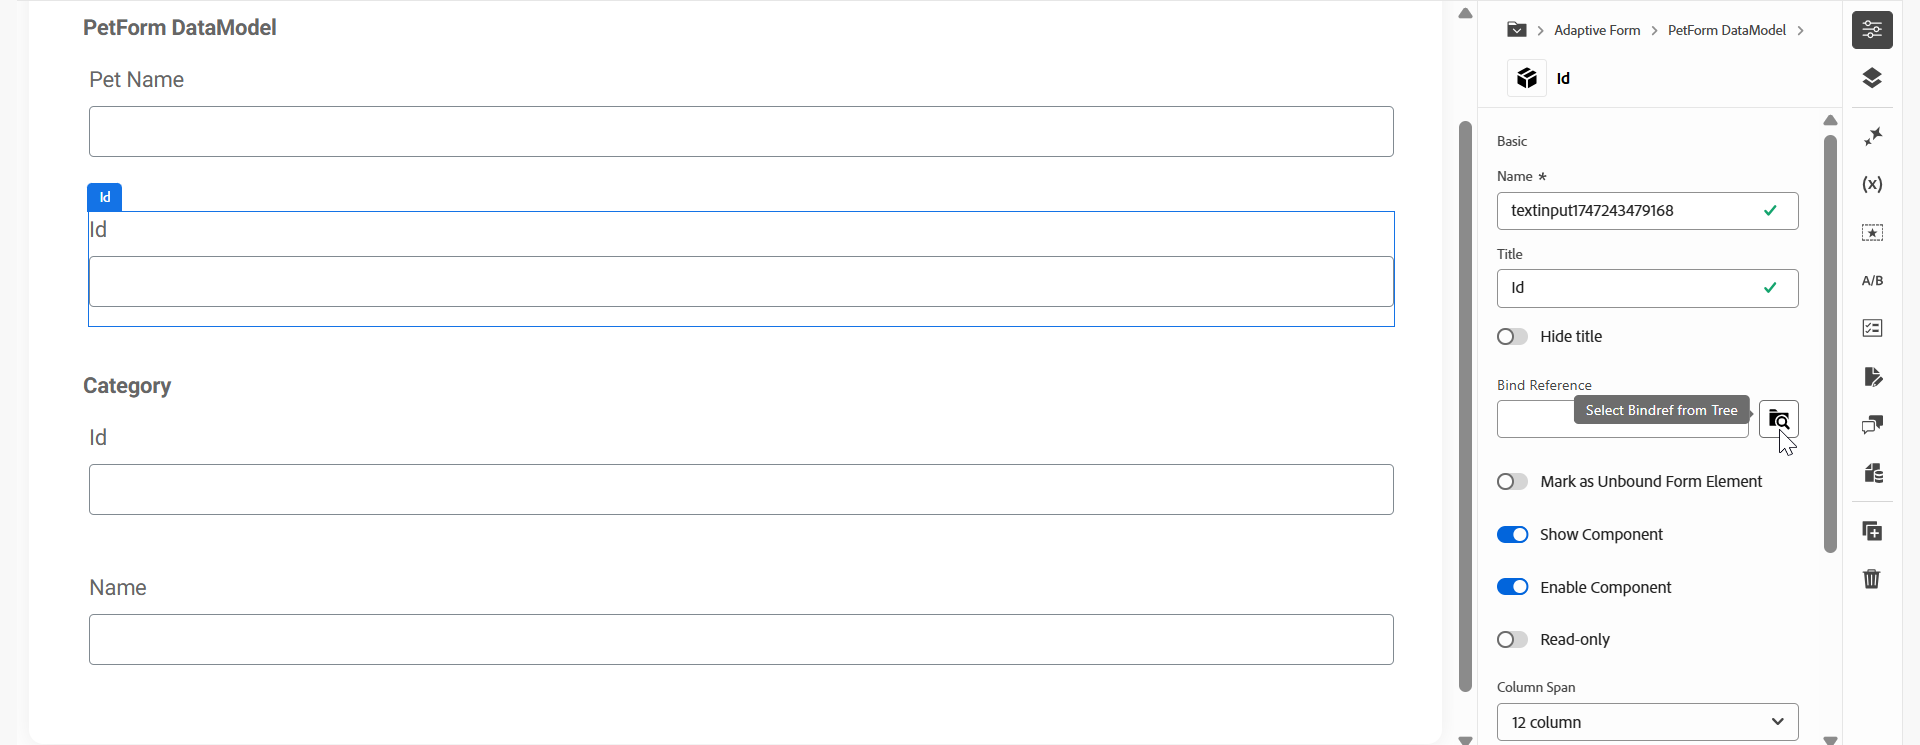 PetForm DataModel
Pet Name
Id
Id
Category
Id
Name
Adaptive Form
PetForm DataModel
Id
Basic
Name *
textinput1747243479168
Title
Id
Hide title
Bind Reference
Select Bindref from Tree
Mark as Unbound Form Element
Show Component
Enable Component
Read-only
Column Span
12 column
(x)
A/B